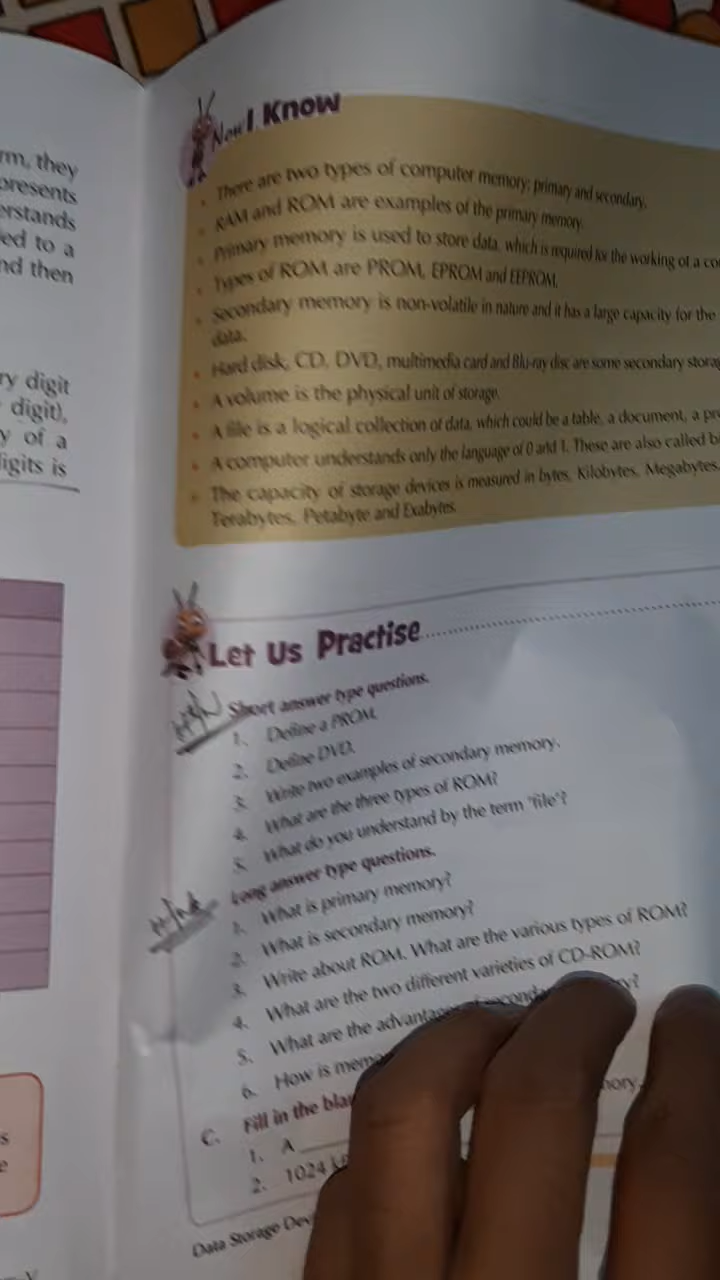 rm, they
presents
erstands
ed to a
nd then
ry digit
digit),
y of a
igits is
Now I Know
There are two types of computer memory; primary and secondary.
RAM and ROM are examples of the primary memory.
Primary memory is used to store data, which is required for the working of a co
Types of ROM are PROM, EPROM and EEPROM.
Secondary memory is non-volatile in nature and it has a large capacity for the
data.
Hard disk, CD, DVD, multimedia card and Blu-ray disc are some secondary stora
A volume is the physical unit of storage.
A file is a logical collection of data, which could be a table, a document, a pr
A computer understands only the language of 0 and 1. These are also called b
The capacity of storage devices is measured in bytes, Kilobytes, Megabytes,
Terabytes, Petabyte and Exabytes.
Let Us Practise
Short answer type questions.
1. Define a PROM.
2. Define DVD.
3. Write two examples of secondary memory.
4. What are the three types of ROM?
5. What do you understand by the term 'file'?
Long answer type questions.
1. What is primary memory?
2. What is secondary memory?
3. Write about ROM. What are the various types of ROM?
4. What are the two different varieties of CD-ROM?
5. What are the advantages of secondary?
6. How is memo
C. Fill in the bla
1. A mory.
2. 1024
Data Storage Dev